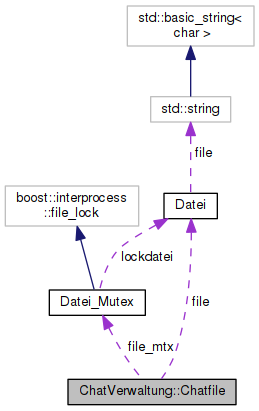 std::basic_string<
char >
std::string
file
boost::interprocess
::file_lock
Datei
lockdatei
Datei_Mutex
file
file_mtx
ChatVerwaltung::Chatfile